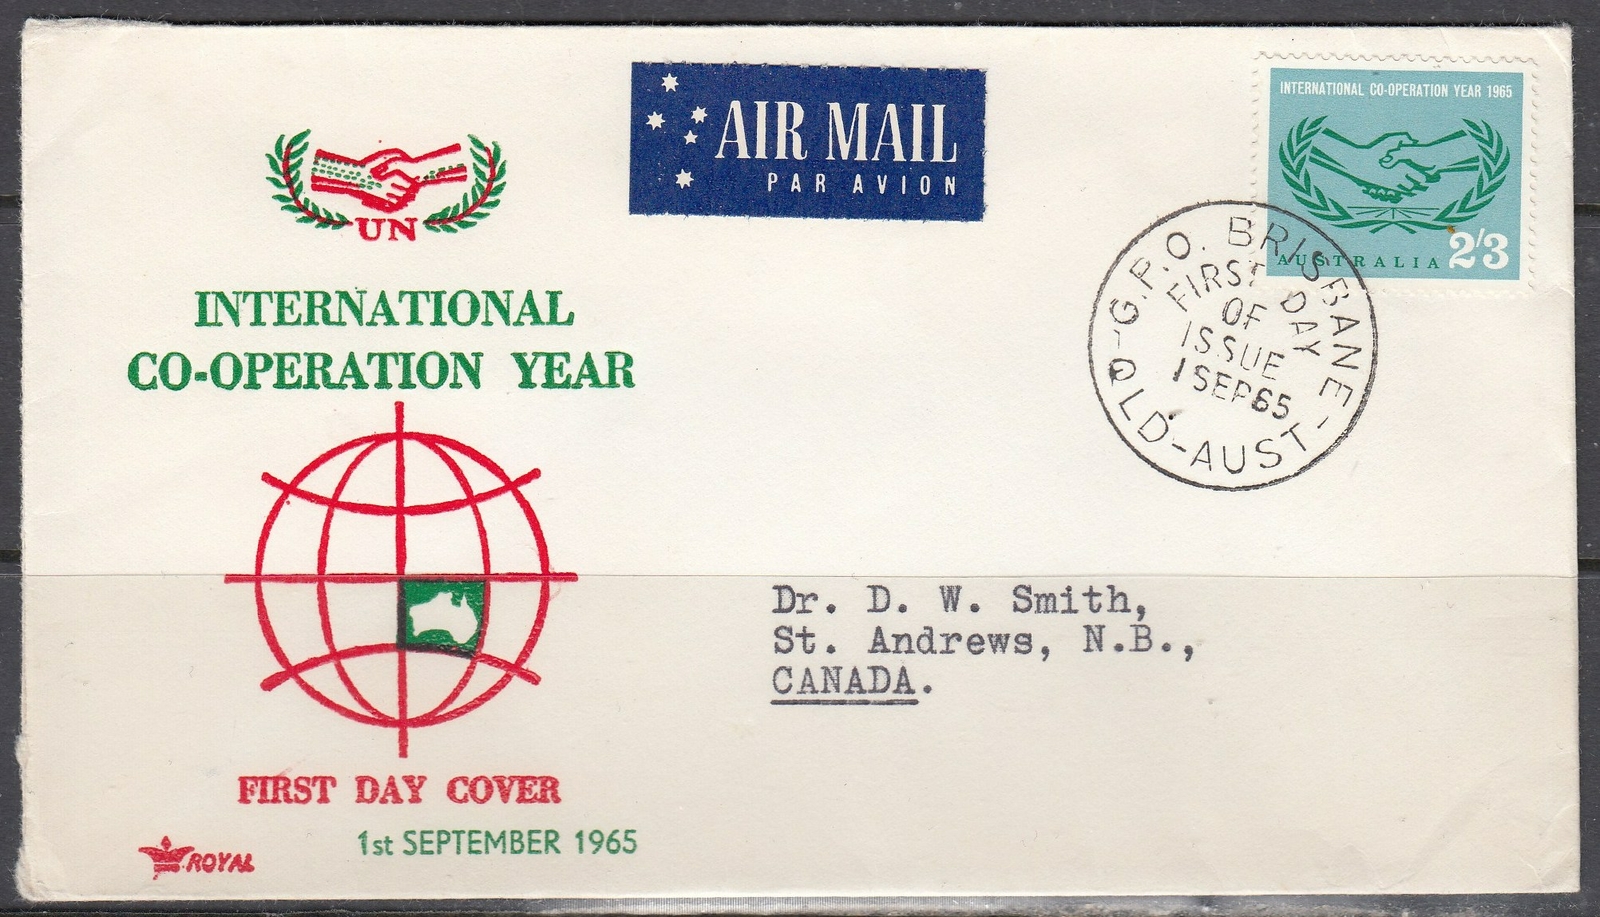 AIR MAIL
PAR AVION
INTERNATIONAL CO-OPERATION YEAR 1965
AUSTRALIA 2/3
UN
INTERNATIONAL
CO-OPERATION YEAR
G.P.O. BRISBANE -
FIRST DAY
OF
ISSUE
1 SEP 65
- QLD - AUST
Dr. D. W. Smith,
St. Andrews, N.B.,
CANADA.
FIRST DAY COVER
1st SEPTEMBER 1965
ROYAL